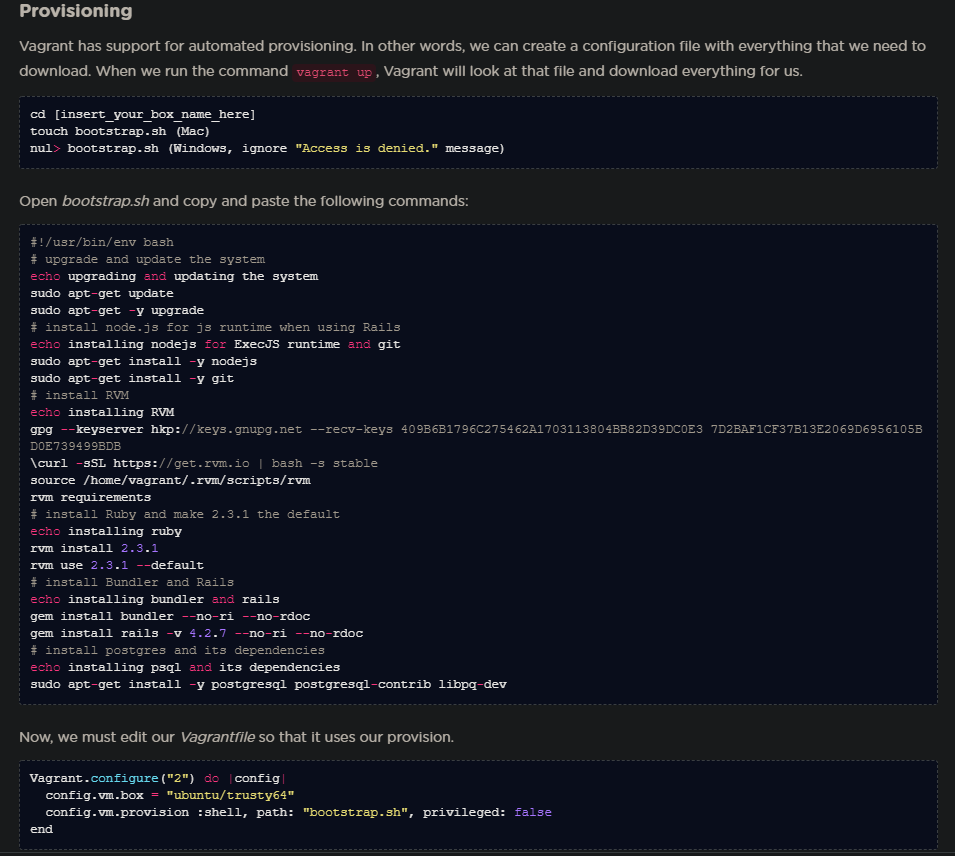 Provisioning
Vagrant has support for automated provisioning. In other words, we can create a configuration file with everything that we need to
download. When we run the command vagrant up, Vagrant will look at that file and download everything for us.
cd [insert_your_box_name_here]
touch bootstrap.sh (Mac)
nul> bootstrap.sh (Windows, ignore "Access is denied." message)
Open bootstrap.sh and copy and paste the following commands:
#!/usr/bin/env bash
# upgrade and update the system
echo upgrading and updating the system
sudo apt-get update
sudo apt-get -y upgrade
# install node.js for js runtime when using Rails
echo installing nodejs for ExecJS runtime and git
sudo apt-get install -y nodejs
sudo apt-get install -y git
# install RVM
echo installing RVM
gpg --keyserver hkp://keys.gnupg.net --recv-keys 409B6B1796C275462A1703113804BB82D39DC0E3 7D2BAF1CF37B13E2069D6956105B
D0E739499BDB
\curl -sSL https://get.rvm.io | bash -s stable
source /home/vagrant/.rvm/scripts/rvm
rvm requirements
# install Ruby and make 2.3.1 the default
echo installing ruby
rvm install 2.3.1
rvm use 2.3.1 --default
# install Bundler and Rails
echo installing bundler and rails
gem install bundler --no-ri --no-rdoc
gem install rails -v 4.2.7 --no-ri --no-rdoc
# install postgres and its dependencies
echo installing psql and its dependencies
sudo apt-get install -y postgresql postgresql-contrib libpq-dev
Now, we must edit our Vagrantfile so that it uses our provision.
Vagrant.configure("2") do |config|
  config.vm.box = "ubuntu/trusty64"
  config.vm.provision :shell, path: "bootstrap.sh", privileged: false
end